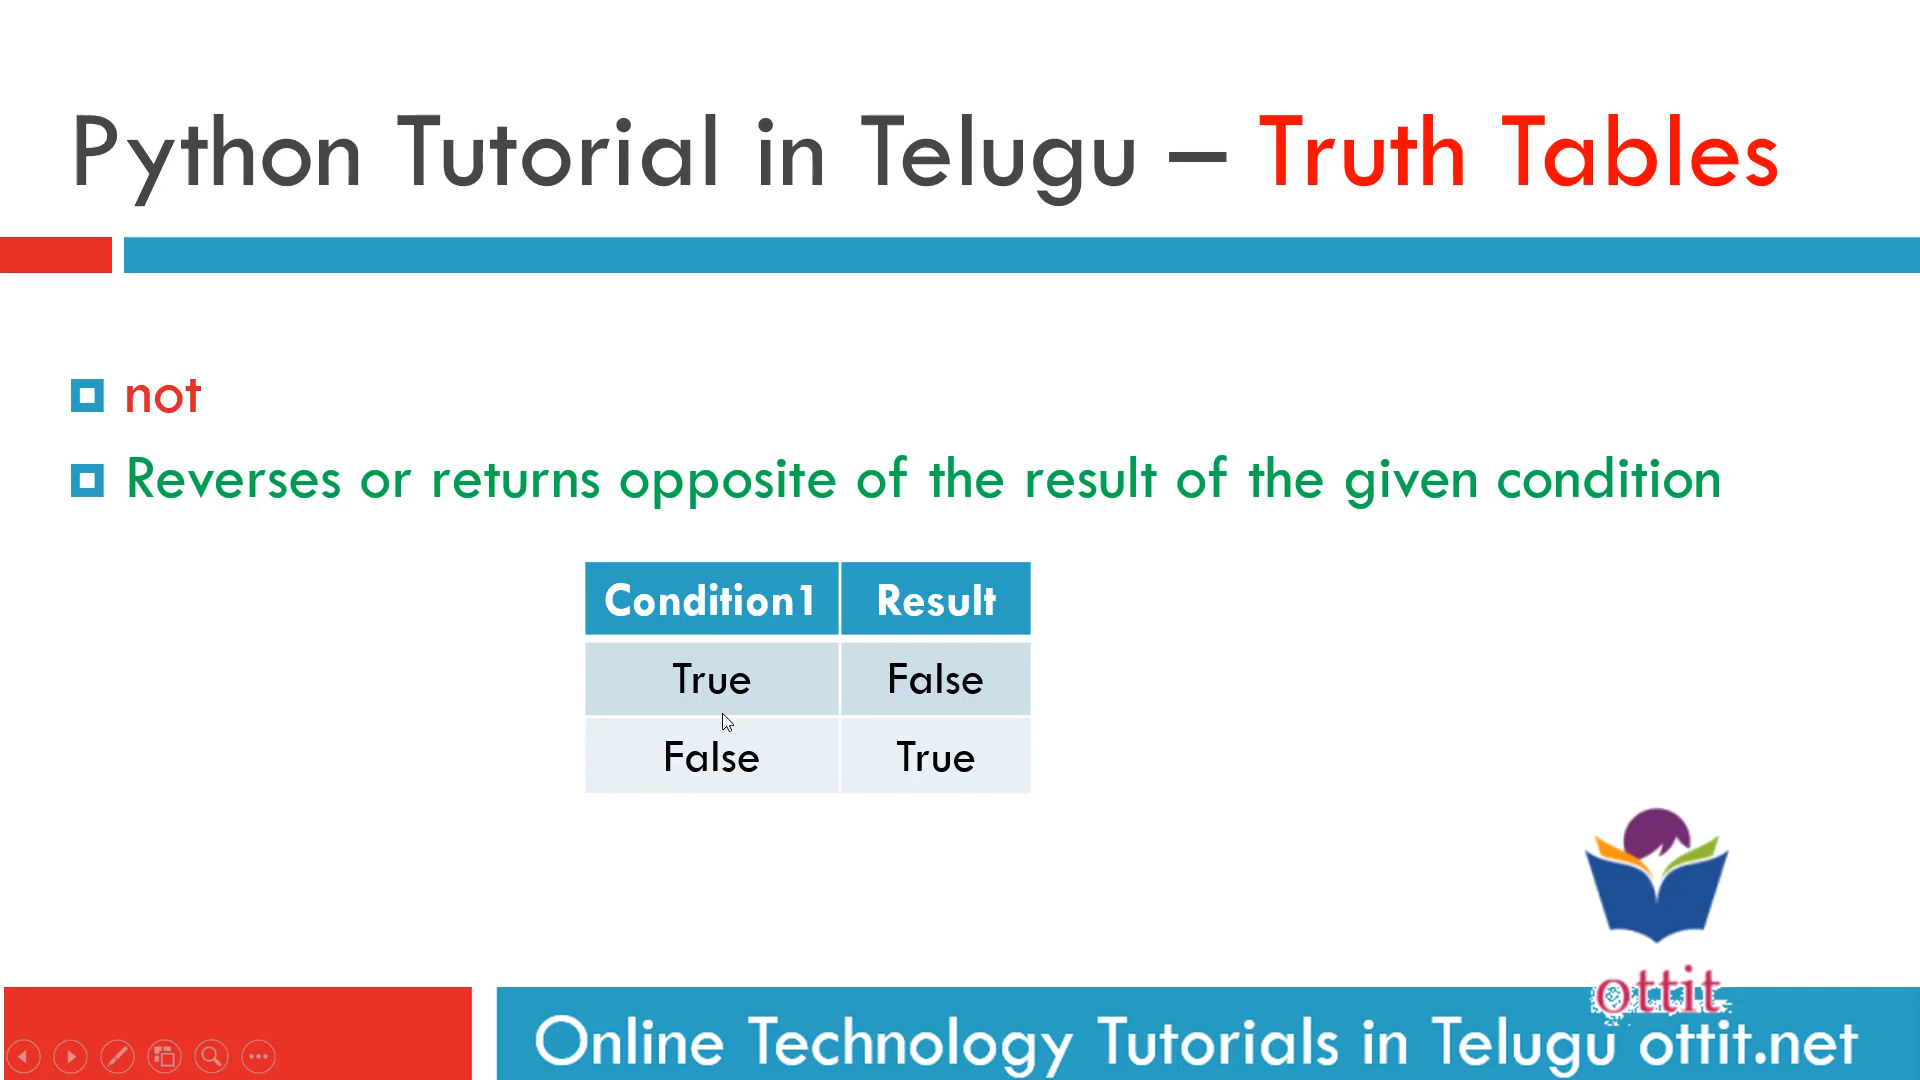 Python Tutorial in Telugu – Truth Tables
not
Reverses or returns opposite of the result of the given condition
Condition1 Result
True False
False True
ottit
Online Technology Tutorials in Telugu ottit.net